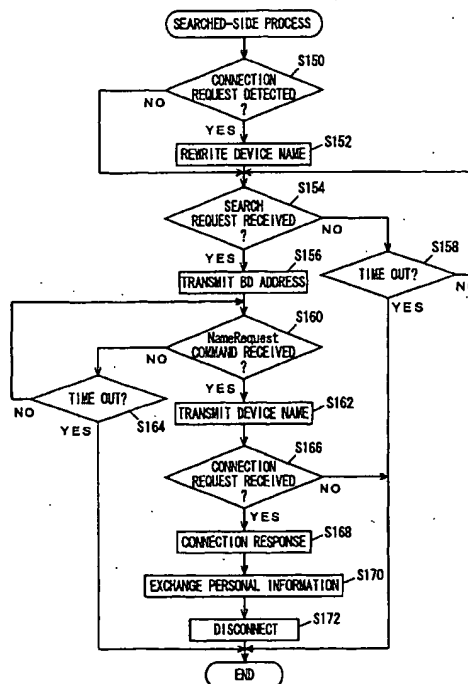 SEARCHED-SIDE PROCESS
S150
CONNECTION
REQUEST DETECTED
?
NO
YES
S152
REWRITE DEVICE NAME
S154
SEARCH
REQUEST RECEIVED
?
NO
YES
S156
TRANSMIT BD ADDRESS
S158
TIME OUT?
YES
S160
NameRequest
COMMAND RECEIVED
?
NO
YES
TIME OUT?
NO
YES
S164
S162
TRANSMIT DEVICE NAME
S166
CONNECTION
REQUEST RECEIVED
?
NO
YES
S168
CONNECTION RESPONSE
S170
EXCHANGE PERSONAL INFORMATION
S172
DISCONNECT
END